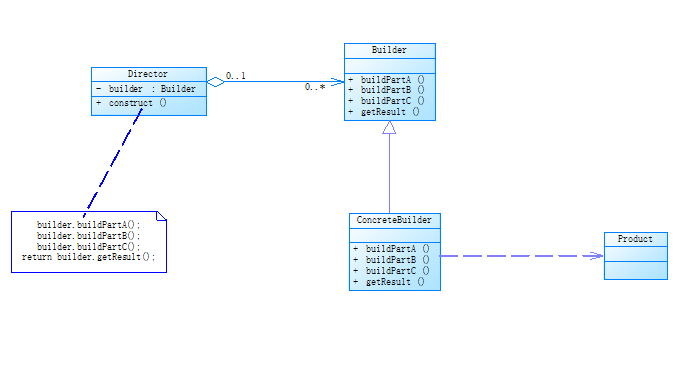 Builder
+ buildPartA ()
+ buildPartB ()
+ buildPartC ()
+ getResult ()
Director
- builder : Builder
+ construct ()
0..1
0..*
builder.buildPartA();
builder.buildPartB();
builder.buildPartC();
return builder.getResult();
ConcreteBuilder
+ buildPartA ()
+ buildPartB ()
+ buildPartC ()
+ getResult ()
Product